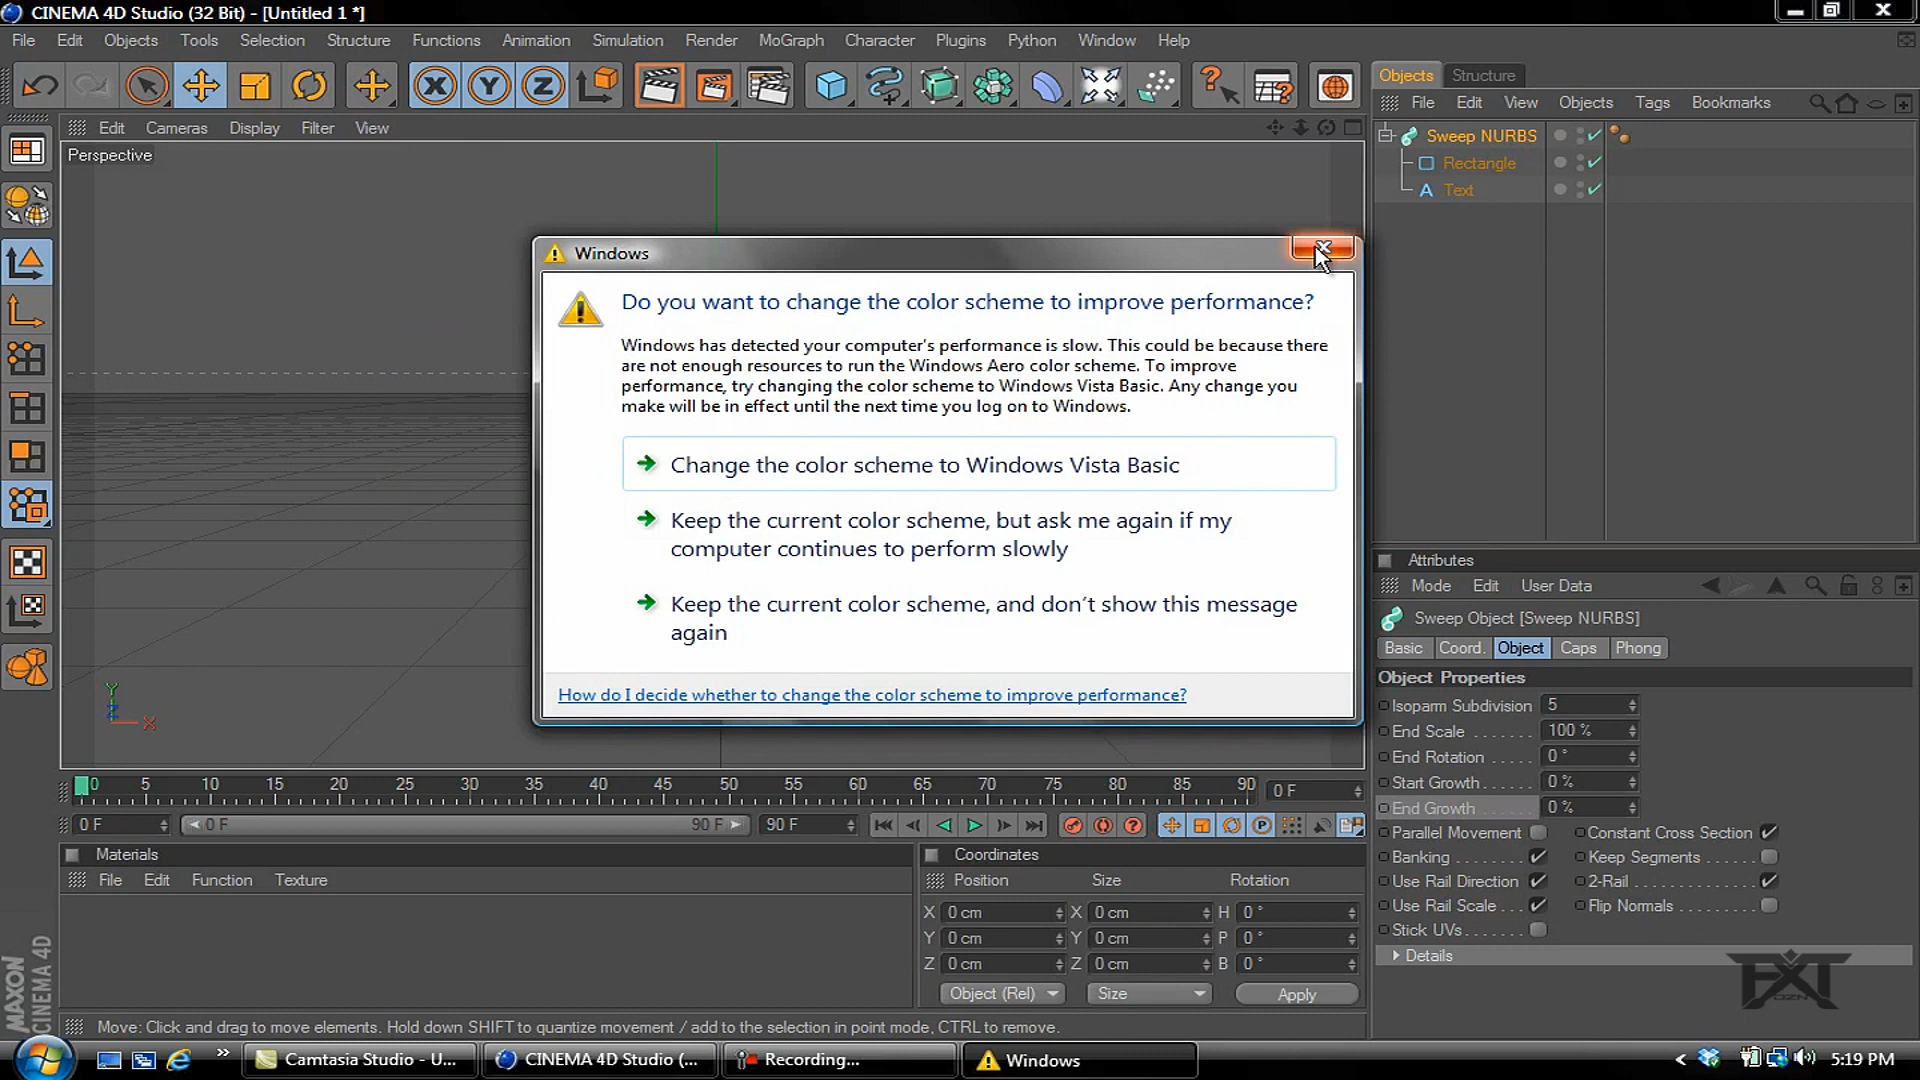 CINEMA 4D Studio (32 Bit) - [Untitled 1 *]
File Edit Objects Tools Selection Structure Functions Animation Simulation Render MoGraph Character Plugins Python Window Help
Objects Structure
File Edit View Objects Tags Bookmarks
Edit Cameras Display Filter View
Perspective
Sweep NURBS
Rectangle
Text
Windows
Do you want to change the color scheme to improve performance?
Windows has detected your computer's performance is slow. This could be because there
are not enough resources to run the Windows Aero color scheme. To improve
performance, try changing the color scheme to Windows Vista Basic. Any change you
make will be in effect until the next time you log on to Windows.
Change the color scheme to Windows Vista Basic
Keep the current color scheme, but ask me again if my
computer continues to perform slowly
Keep the current color scheme, and don't show this message
again
How do I decide whether to change the color scheme to improve performance?
Y
Z
X
Attributes
Mode Edit User Data
Sweep Object [Sweep NURBS]
Basic Coord. Object Caps Phong
Object Properties
Isoparm Subdivision 5
End Scale . . . . . . . 100 %
End Rotation . . . . . 0 °
Start Growth . . . . . 0 %
End Growth . . . . . . 0 %
Parallel Movement Constant Cross Section
Banking . . . . . . . . Keep Segments . . . . . .
Use Rail Direction 2-Rail . . . . . . . . . . . .
Use Rail Scale . . . Flip Normals . . . . . . . .
Stick UVs . . . . . . .
Details
0 5 10 15 20 25 30 35 40 45 50 55 60 65 70 75 80 85 90 0 F
0 F 0 F 90 F 90 F
Materials
File Edit Function Texture
Coordinates
Position Size Rotation
X 0 cm X 0 cm H 0 °
Y 0 cm Y 0 cm P 0 °
Z 0 cm Z 0 cm B 0 °
Object (Rel) Size Apply
MAXON
CINEMA 4D
Move: Click and drag to move elements. Hold down SHIFT to quantize movement / add to the selection in point mode, CTRL to remove.
Camtasia Studio - U... CINEMA 4D Studio (... Recording... Windows 5:19 PM